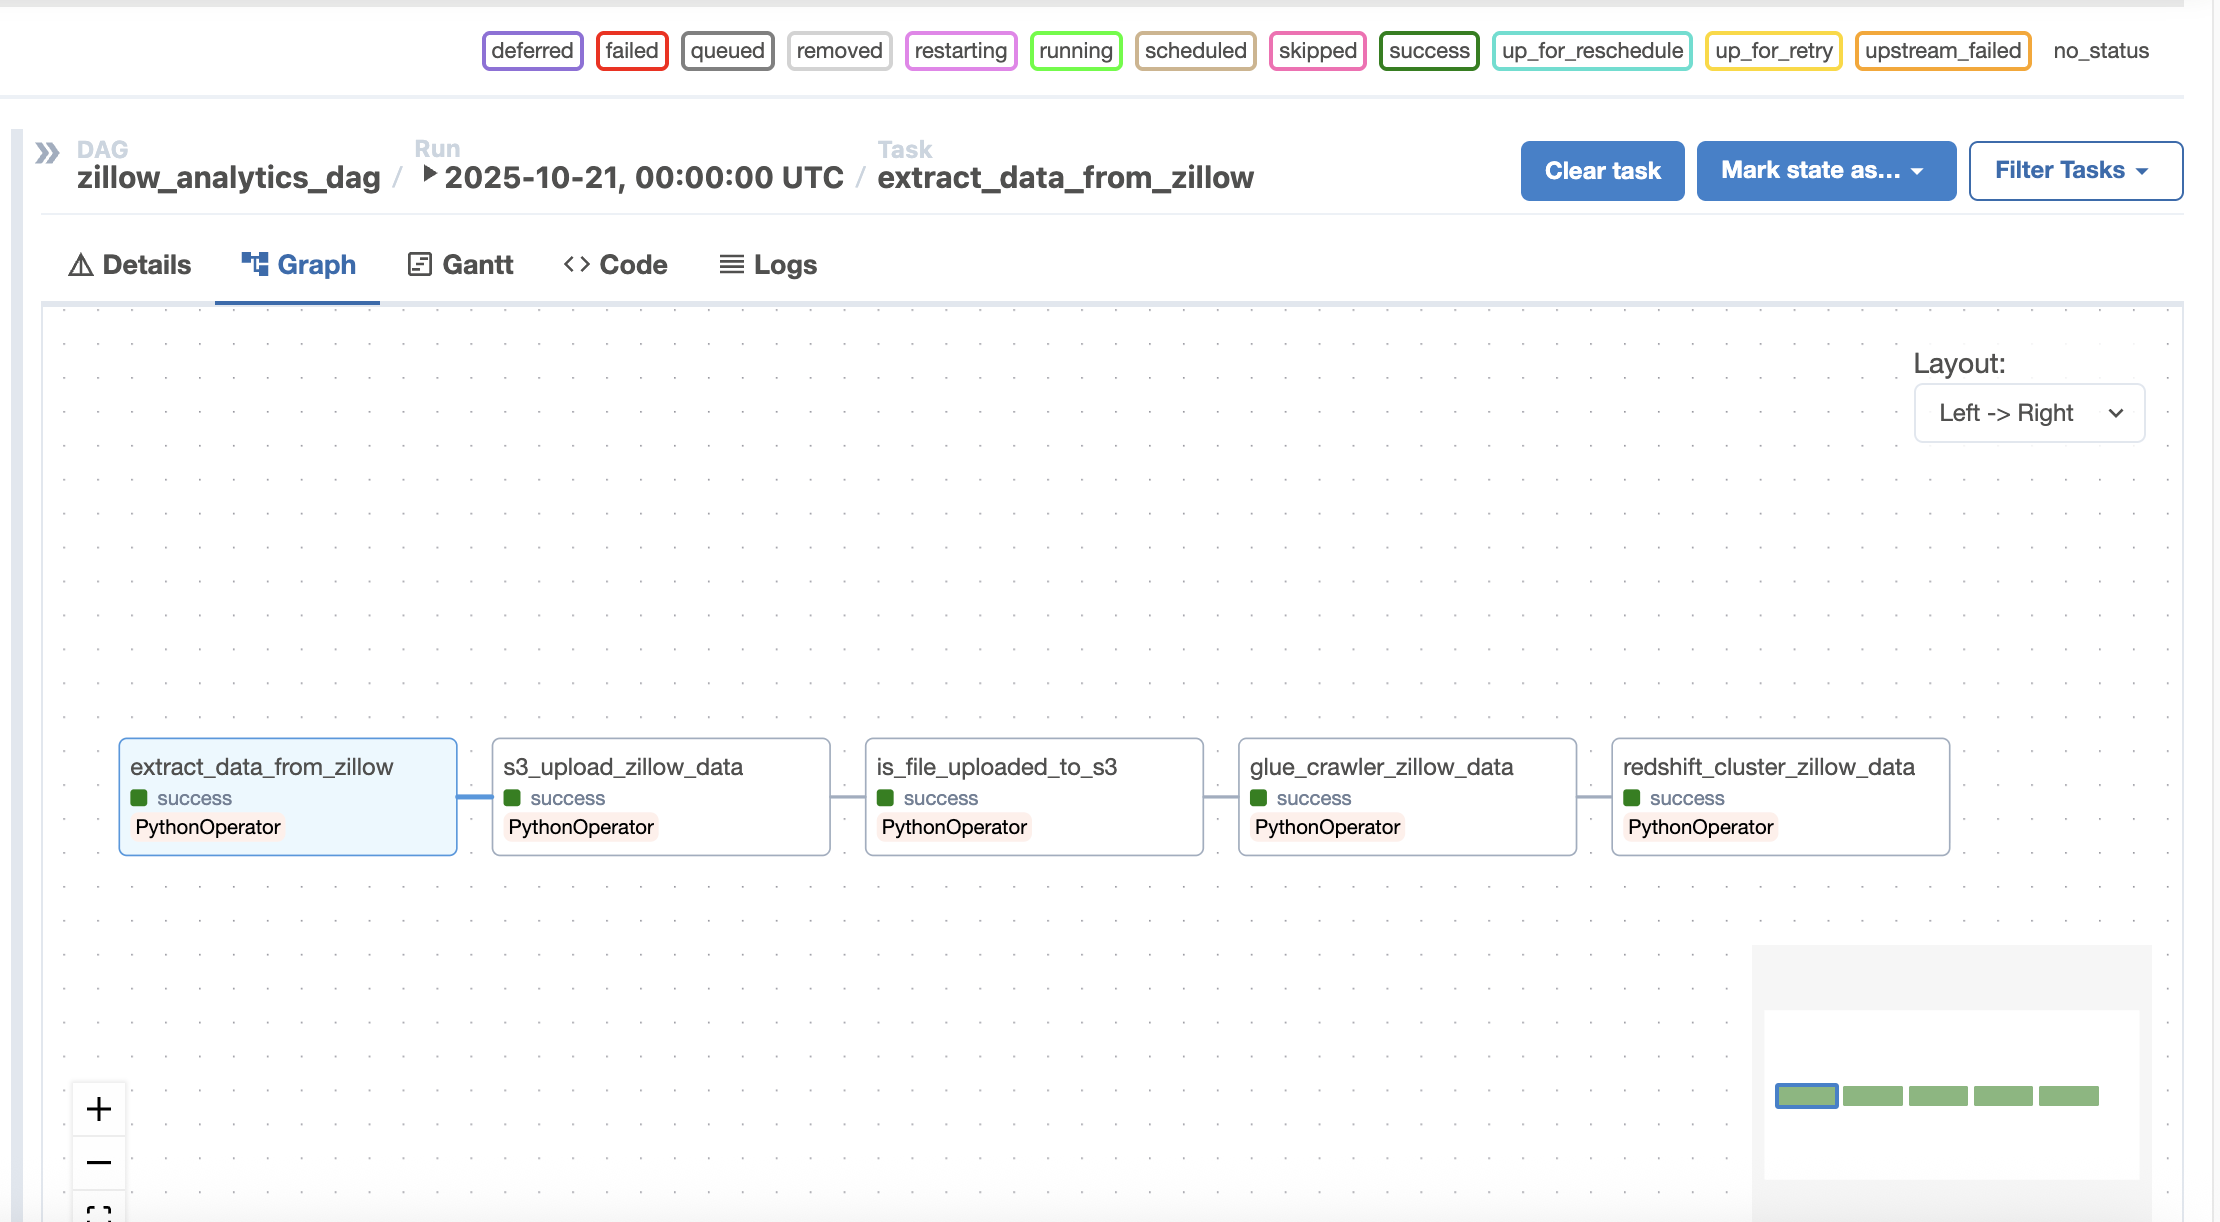 deferred failed queued removed restarting running scheduled skipped success up_for_reschedule up_for_retry upstream_failed no_status
DAG Run Task
zillow_analytics_dag / 2025-10-21, 00:00:00 UTC / extract_data_from_zillow
Clear task Mark state as... Filter Tasks
Details Graph Gantt Code Logs
Layout:
Left -> Right
extract_data_from_zillow
success
PythonOperator
s3_upload_zillow_data
success
PythonOperator
is_file_uploaded_to_s3
success
PythonOperator
glue_crawler_zillow_data
success
PythonOperator
redshift_cluster_zillow_data
success
PythonOperator